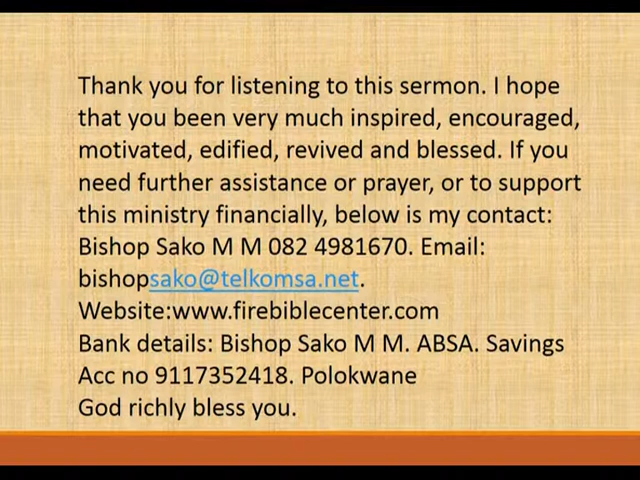 Thank you for listening to this sermon. I hope
that you been very much inspired, encouraged,
motivated, edified, revived and blessed. If you
need further assistance or prayer, or to support
this ministry financially, below is my contact:
Bishop Sako M M 082 4981670. Email:
bishopsako@telkomsa.net.
Website:www.firebiblecenter.com
Bank details: Bishop Sako M M. ABSA. Savings
Acc no 9117352418. Polokwane
God richly bless you.